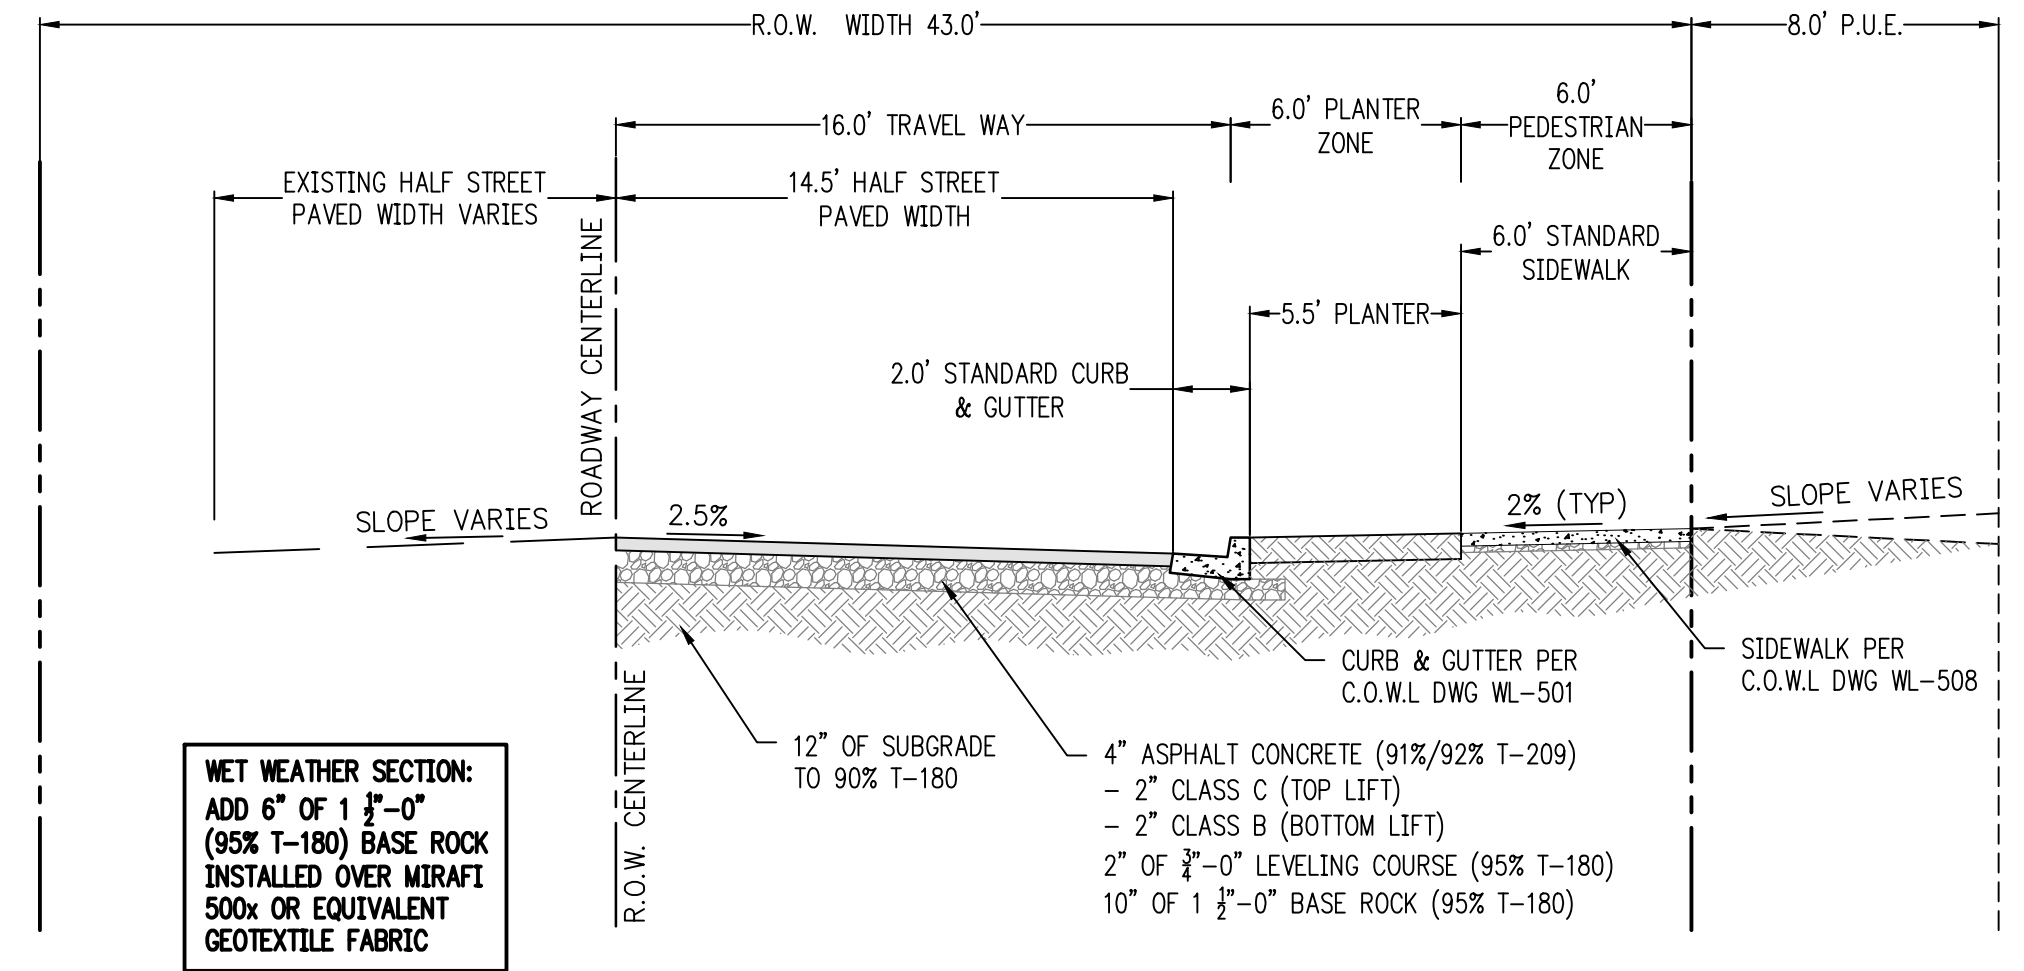 R.O.W. WIDTH 43.0'
8.0' P.U.E.
16.0' TRAVEL WAY
6.0' PLANTER
ZONE
6.0'
PEDESTRIAN
ZONE
EXISTING HALF STREET
PAVED WIDTH VARIES
14.5' HALF STREET
PAVED WIDTH
6.0' STANDARD
SIDEWALK
ROADWAY CENTERLINE
5.5' PLANTER
2.0' STANDARD CURB
& GUTTER
SLOPE VARIES
2.5%
2% (TYP)
SLOPE VARIES
R.O.W. CENTERLINE
12" OF SUBGRADE
TO 90% T-180
CURB & GUTTER PER
C.O.W.L DWG WL-501
SIDEWALK PER
C.O.W.L DWG WL-508
4" ASPHALT CONCRETE (91%/92% T-209)
- 2" CLASS C (TOP LIFT)
- 2" CLASS B (BOTTOM LIFT)
2" OF 3/4"-0" LEVELING COURSE (95% T-180)
10" OF 1 1/2"-0" BASE ROCK (95% T-180)
WET WEATHER SECTION:
ADD 6" OF 1 1/2"-0"
(95% T-180) BASE ROCK
INSTALLED OVER MIRAFI
500x OR EQUIVALENT
GEOTEXTILE FABRIC